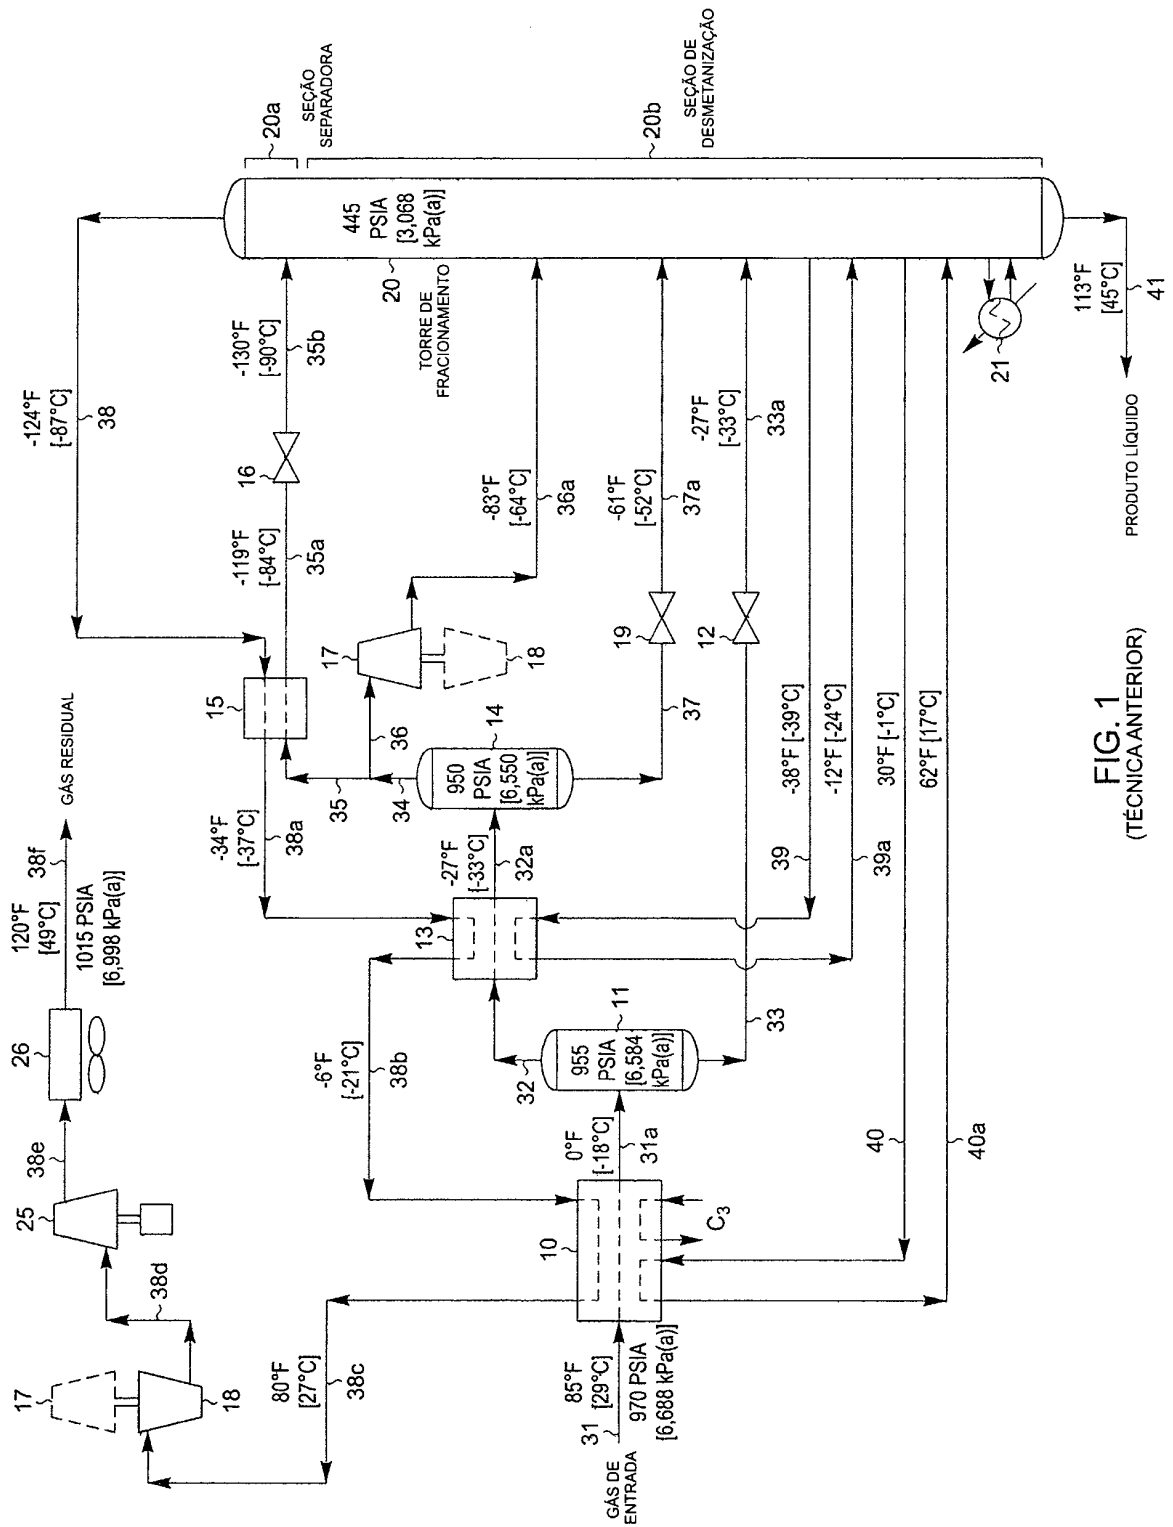 GÁS RESIDUAL
120°F
[49°C]
38f
1015 PSIA
[6,998 kPa(a)]
26
38e
25
38d
17
18
80°F
[27°C]
38c
-124°F
[-87°C]
38
15
-34°F
[-37°C]
38a
-119°F
[-84°C]
35a
16
-130°F
[-90°C]
35b
20a
SEÇÃO
SEPARADORA
445
PSIA
[3,068
kPa(a)]
20
TORRE DE
FRACIONAMENTO
20b
SEÇÃO DE
DESMETANIZAÇÃO
17
18
36
35
34
14
950
PSIA
[6,550
kPa(a)]
-83°F
[-64°C]
36a
-61°F
[-52°C]
37a
19
37
-27°F
[-33°C]
33a
12
-27°F
[-33°C]
32a
13
-6°F
[-21°C]
38b
32
11
955
PSIA
[6,584
kPa(a)]
33
0°F
[-18°C]
31a
10
C3
85°F
[29°C]
31
970 PSIA
[6,688 kPa(a)]
GÁS DE
ENTRADA
-38°F [-39°C]
39
-12°F [-24°C]
39a
30°F [-1°C]
40
62°F [17°C]
40a
21
113°F
[45°C]
41
PRODUTO LÍQUIDO
FIG. 1
(TÉCNICA ANTERIOR)